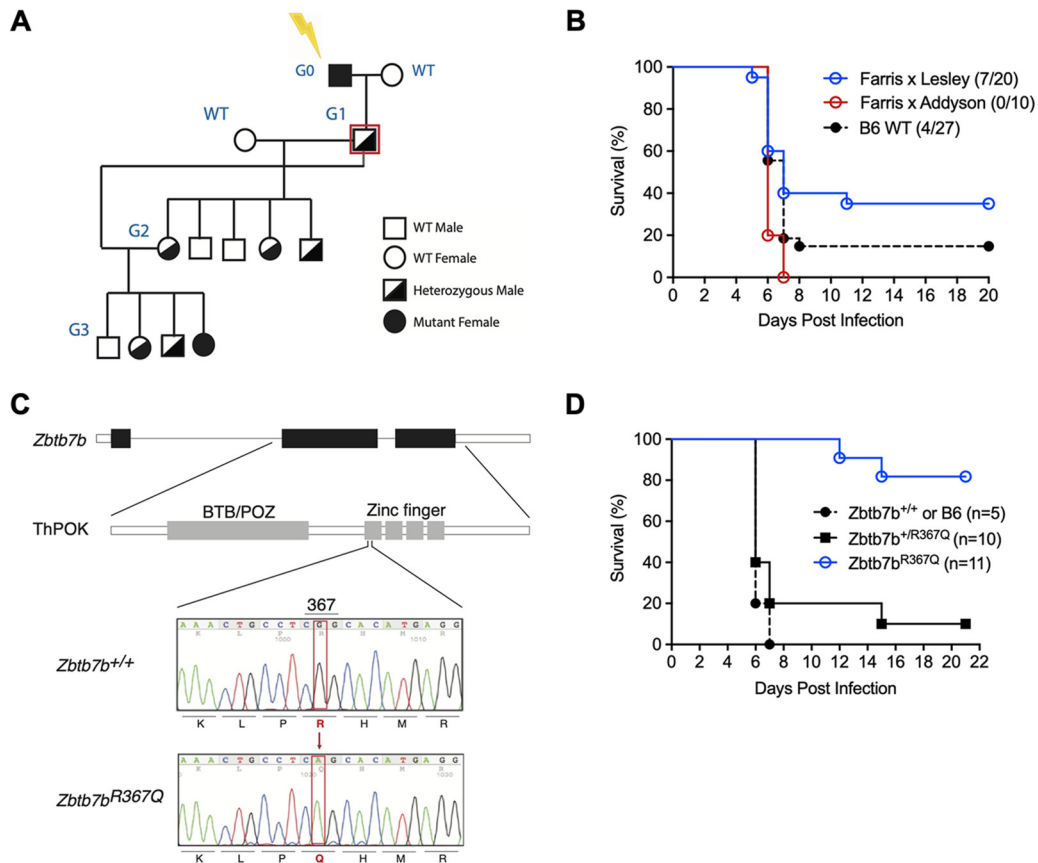 A
G0
WT
WT
G1
G2
G3
WT Male
WT Female
Heterozygous Male
Mutant Female
B
Survival (%)
100
80
60
40
20
0
0 2 4 6 8 10 12 14 16 18 20
Days Post Infection
Farris x Lesley (7/20)
Farris x Addyson (0/10)
B6 WT (4/27)
C
Zbtb7b
ThPOK
BTB/POZ
Zinc finger
367
Zbtb7b+/+
A A A C T G C C T C G G C A C A T G A G G
K L P R H M R
1000 1010
K L P R H M R
Zbtb7bR367Q
A A A C T G C C T C A G C A C A T G A G G
K L P Q H M R
1030
K L P Q H M R
D
Survival (%)
100
80
60
40
20
0
0 2 4 6 8 10 12 14 16 18 20 22
Days Post Infection
Zbtb7b+/+ or B6 (n=5)
Zbtb7b+/R367Q (n=10)
Zbtb7bR367Q (n=11)